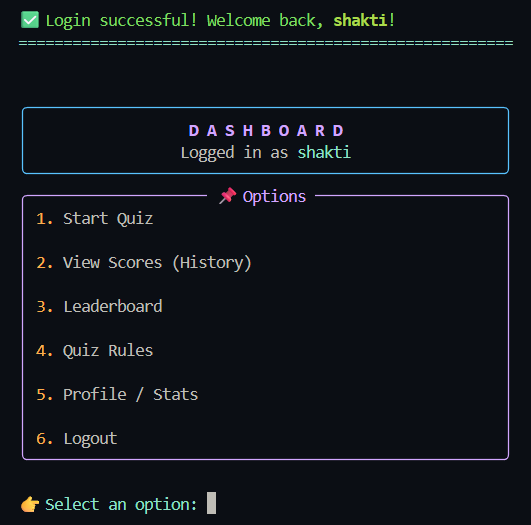 ✅ Login successful! Welcome back, shakti!
=======================================================
D A S H B O A R D
Logged in as shakti
📌 Options
1. Start Quiz
2. View Scores (History)
3. Leaderboard
4. Quiz Rules
5. Profile / Stats
6. Logout
👉 Select an option: